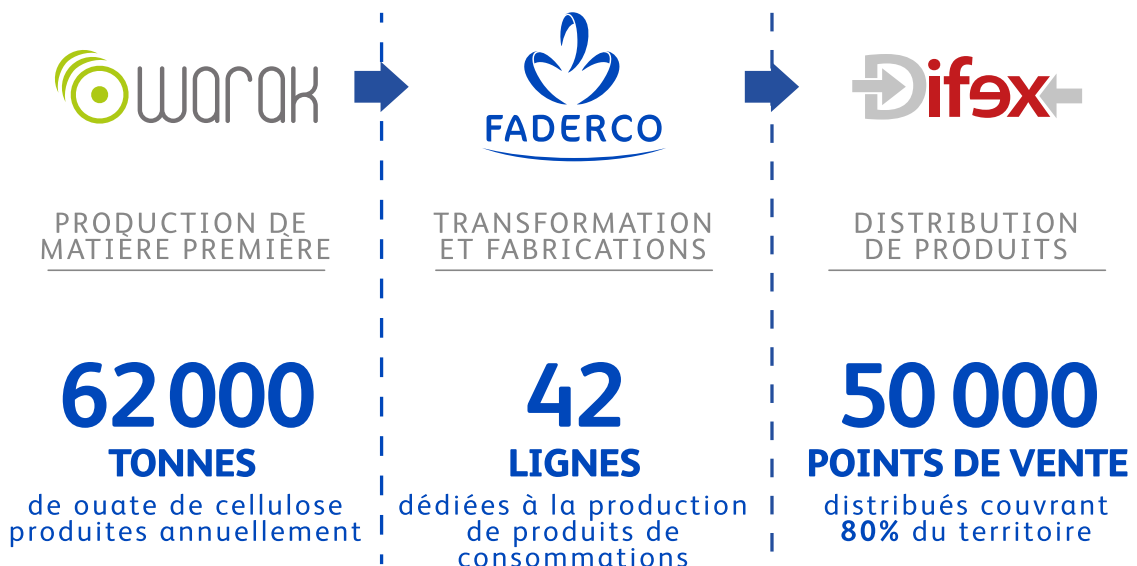 warak
FADERCO
Difex
PRODUCTION DE
MATIÈRE PREMIÈRE
TRANSFORMATION
ET FABRICATIONS
DISTRIBUTION
DE PRODUITS
62 000
TONNES
de ouate de cellulose
produites annuellement
42
LIGNES
dédiées à la production
de produits de
consommations
50 000
POINTS DE VENTE
distribués couvrant
80% du territoire